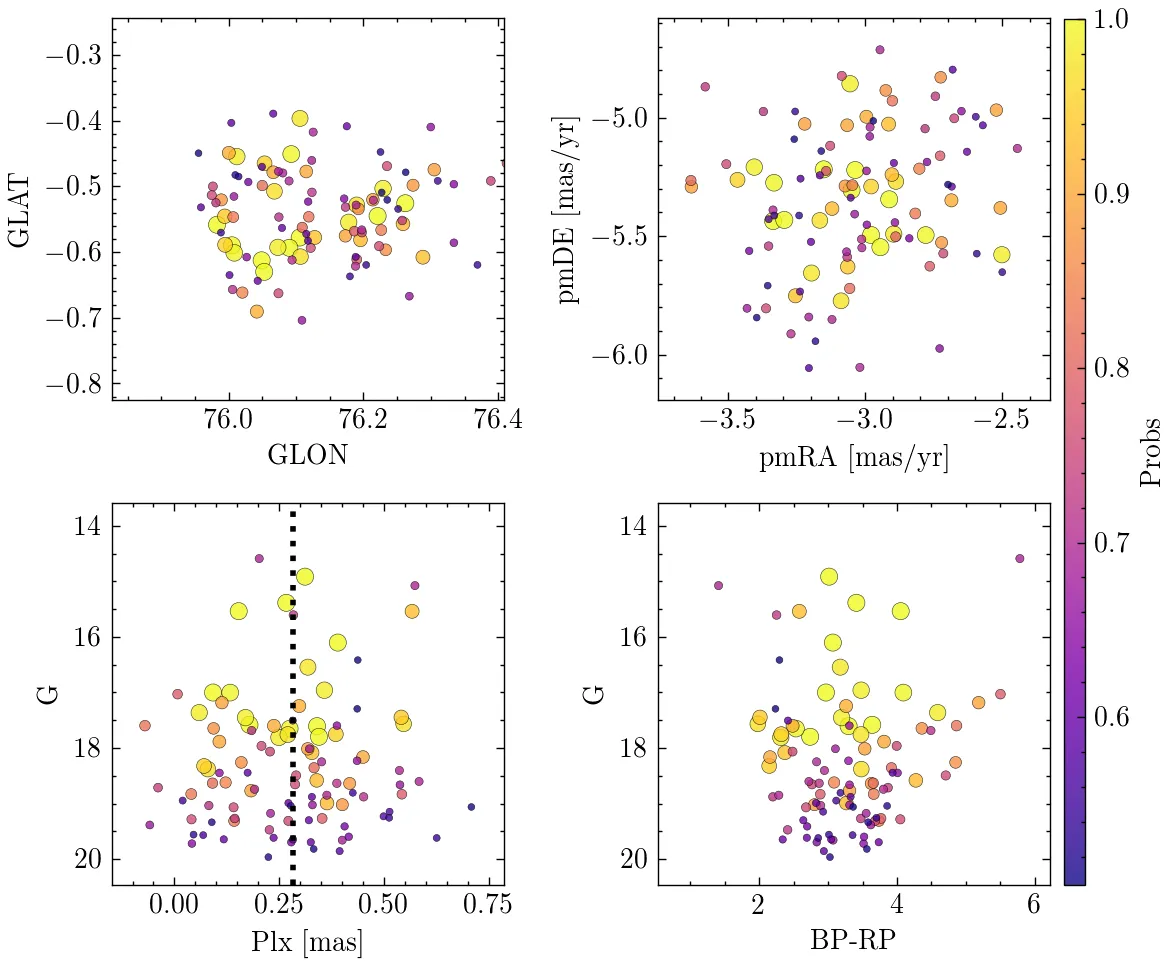 −0.3
−0.4
−0.5
−0.6
−0.7
−0.8
GLAT
76.0 76.2 76.4
GLON
−5.0
−5.5
−6.0
pmDE [mas/yr]
−3.5 −3.0 −2.5
pmRA [mas/yr]
1.0
0.9
0.8
0.7
0.6
Probs
14
16
18
20
G
0.00 0.25 0.50 0.75
Plx [mas]
14
16
18
20
G
2 4 6
BP-RP